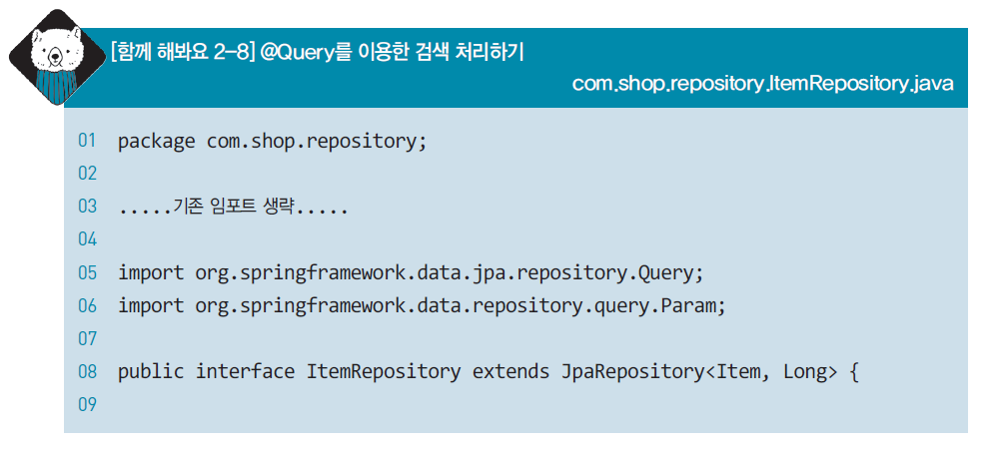 [함께 해봐요 2-8] @Query를 이용한 검색 처리하기
com.shop.repository.ItemRepository.java
01 package com.shop.repository;
02
03 .....기존 임포트 생략.....
04
05 import org.springframework.data.jpa.repository.Query;
06 import org.springframework.data.repository.query.Param;
07
08 public interface ItemRepository extends JpaRepository<Item, Long> {
09